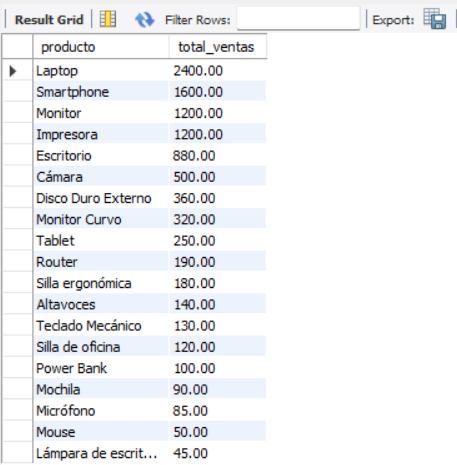 Result Grid Filter Rows: Export:
producto total_ventas
Laptop 2400.00
Smartphone 1600.00
Monitor 1200.00
Impresora 1200.00
Escritorio 880.00
Cámara 500.00
Disco Duro Externo 360.00
Monitor Curvo 320.00
Tablet 250.00
Router 190.00
Silla ergonómica 180.00
Altavoces 140.00
Teclado Mecánico 130.00
Silla de oficina 120.00
Power Bank 100.00
Mochila 90.00
Micrófono 85.00
Mouse 50.00
Lámpara de escrit... 45.00